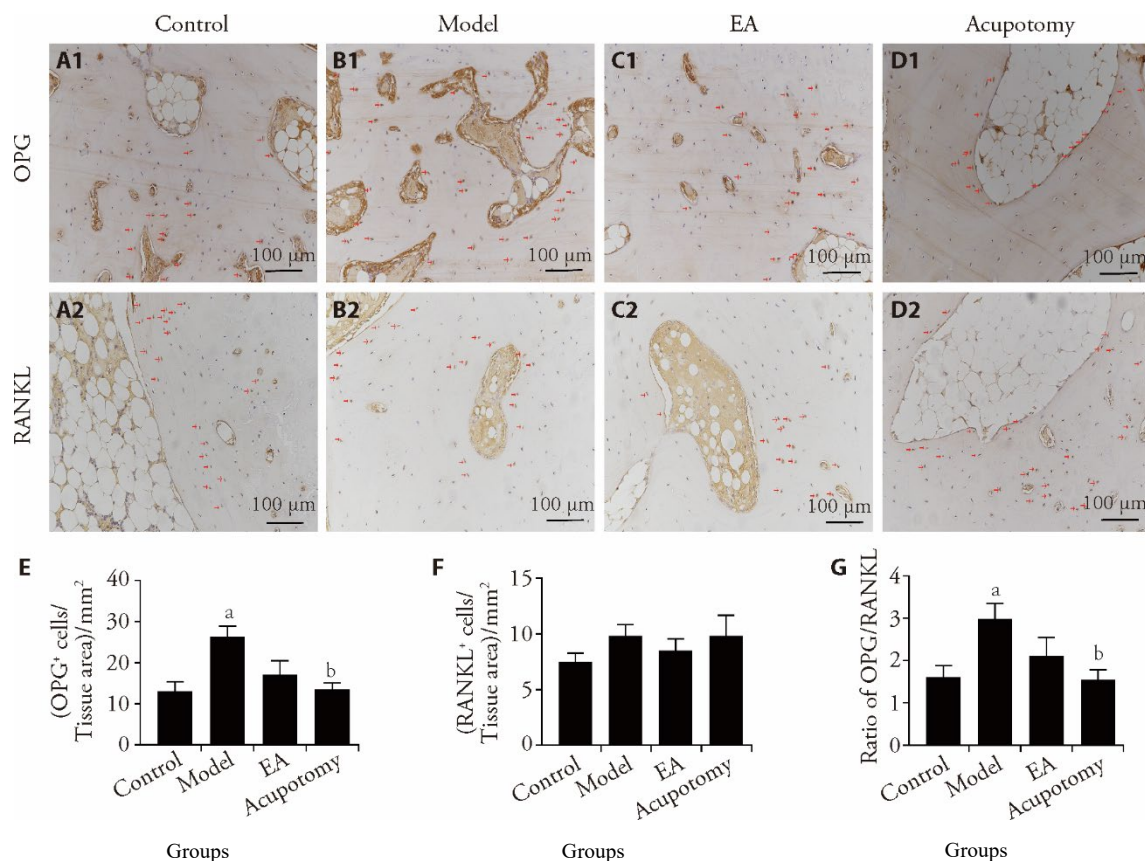 Control Model EA Acupotomy
OPG
A1 B1 C1 D1
100 μm 100 μm 100 μm 100 μm
RANKL
A2 B2 C2 D2
100 μm 100 μm 100 μm 100 μm
E
(OPG⁺ cells/
Tissue area)/mm²
40
30
20
10
0
a
b
Control Model EA Acupotomy
Groups
F
(RANKL⁺ cells/
Tissue area)/mm²
15
10
5
0
Control Model EA Acupotomy
Groups
G
Ratio of OPG/RANKL
4
3
2
1
0
a
b
Control Model EA Acupotomy
Groups